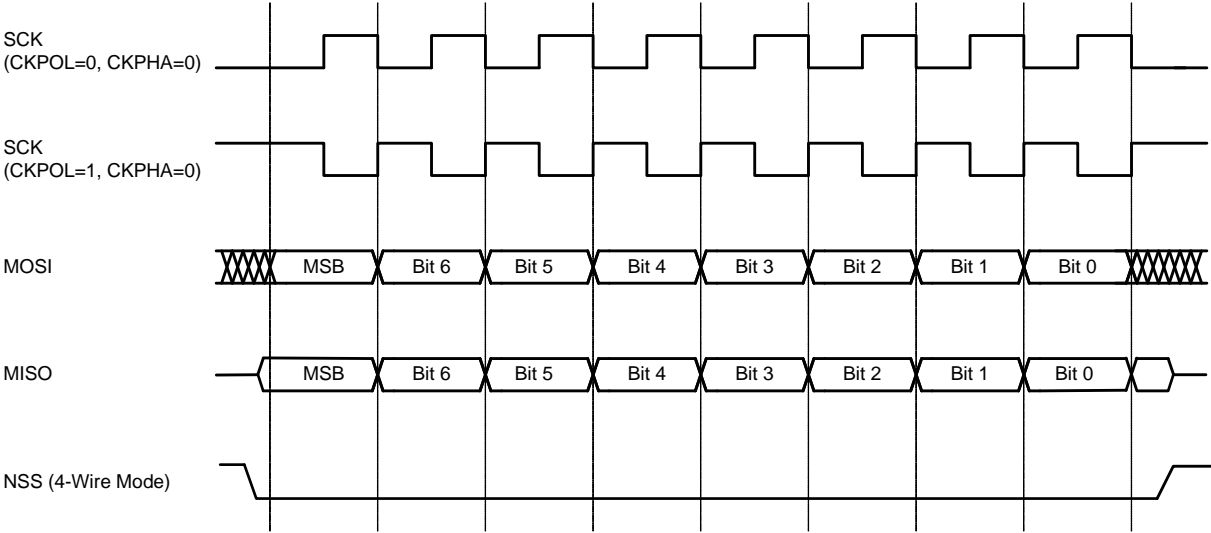 SCK
(CKPOL=0, CKPHA=0)
SCK
(CKPOL=1, CKPHA=0)
MOSI
MSB Bit 6 Bit 5 Bit 4 Bit 3 Bit 2 Bit 1 Bit 0
MISO
MSB Bit 6 Bit 5 Bit 4 Bit 3 Bit 2 Bit 1 Bit 0
NSS (4-Wire Mode)